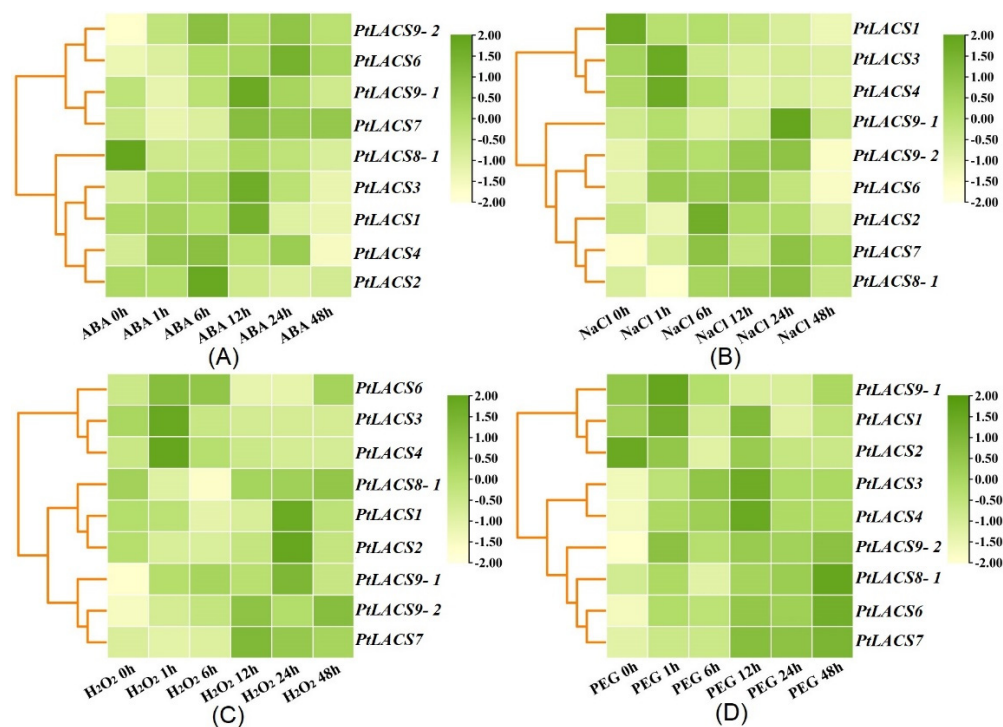 PtLACS9- 2
PtLACS6
PtLACS9- 1
PtLACS7
PtLACS8- 1
PtLACS3
PtLACS1
PtLACS4
PtLACS2
2.00
1.50
1.00
0.50
0.00
-0.50
-1.00
-1.50
-2.00
ABA 0h
ABA 1h
ABA 6h
ABA 12h
ABA 24h
ABA 48h
(A)
PtLACS1
PtLACS3
PtLACS4
PtLACS9- 1
PtLACS9- 2
PtLACS6
PtLACS2
PtLACS7
PtLACS8- 1
2.00
1.50
1.00
0.50
0.00
-0.50
-1.00
-1.50
-2.00
NaCl 0h
NaCl 1h
NaCl 6h
NaCl 12h
NaCl 24h
NaCl 48h
(B)
PtLACS6
PtLACS3
PtLACS4
PtLACS8- 1
PtLACS1
PtLACS2
PtLACS9- 1
PtLACS9- 2
PtLACS7
2.00
1.50
1.00
0.50
0.00
-0.50
-1.00
-1.50
-2.00
H₂O₂ 0h
H₂O₂ 1h
H₂O₂ 6h
H₂O₂ 12h
H₂O₂ 24h
H₂O₂ 48h
(C)
PtLACS9- 1
PtLACS1
PtLACS2
PtLACS3
PtLACS4
PtLACS9- 2
PtLACS8- 1
PtLACS6
PtLACS7
2.00
1.50
1.00
0.50
0.00
-0.50
-1.00
-1.50
-2.00
PEG 0h
PEG 1h
PEG 6h
PEG 12h
PEG 24h
PEG 48h
(D)